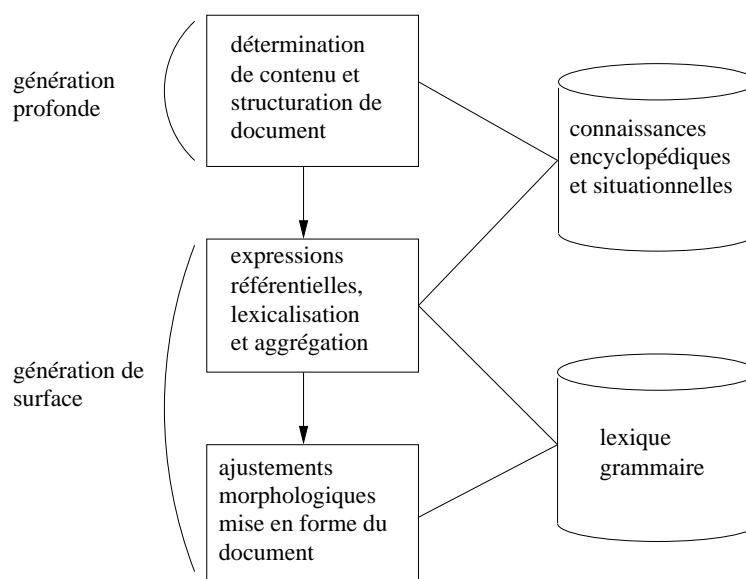 génération
profonde
détermination
de contenu et
structuration de
document
connaissances
encyclopédiques
et situationnelles
génération de
surface
expressions
référentielles,
lexicalisation
et aggrégation
ajustements
morphologiques
mise en forme du
document
lexique
grammaire